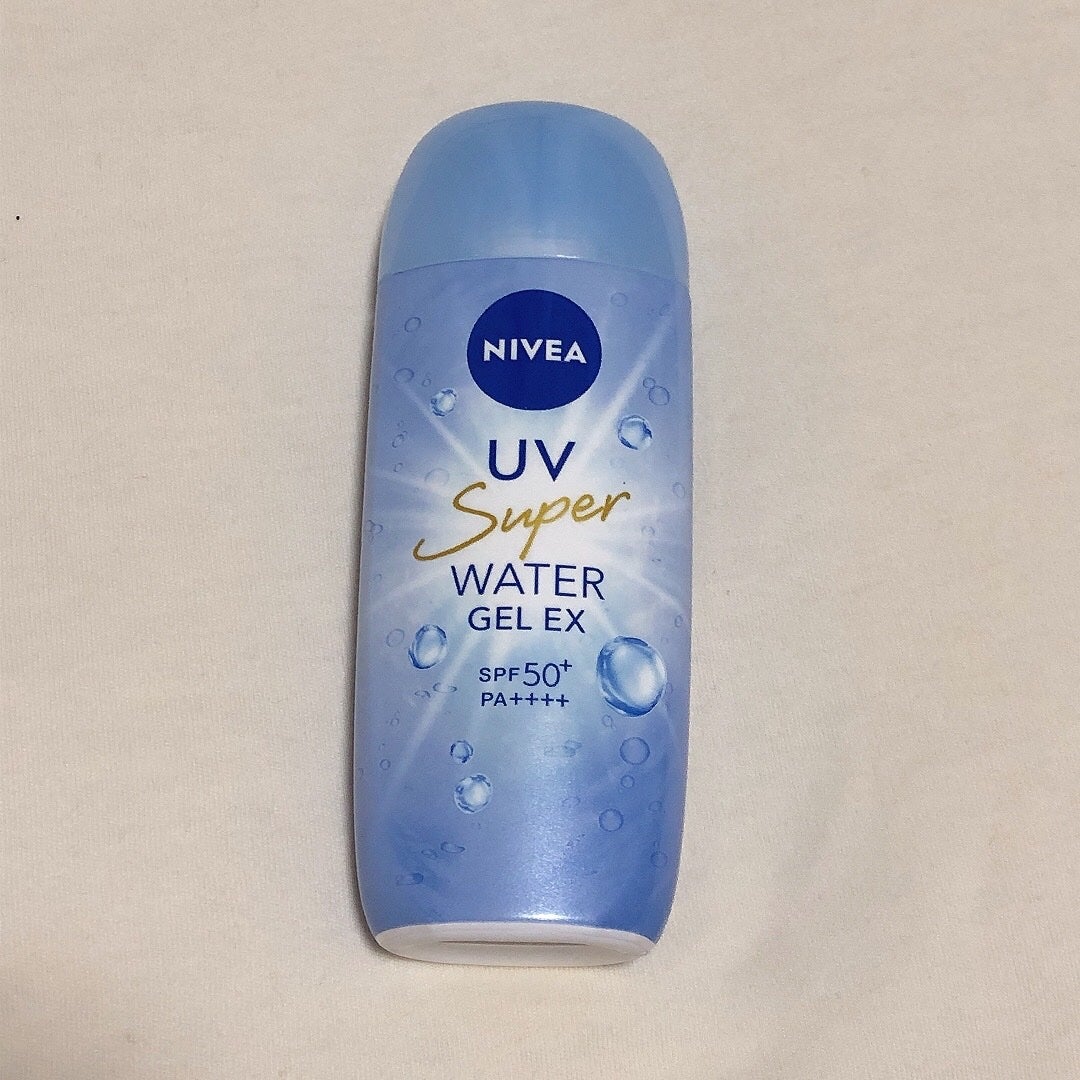 NIVEA
UV
Super
WATER
GEL EX
SPF50+
PA++++